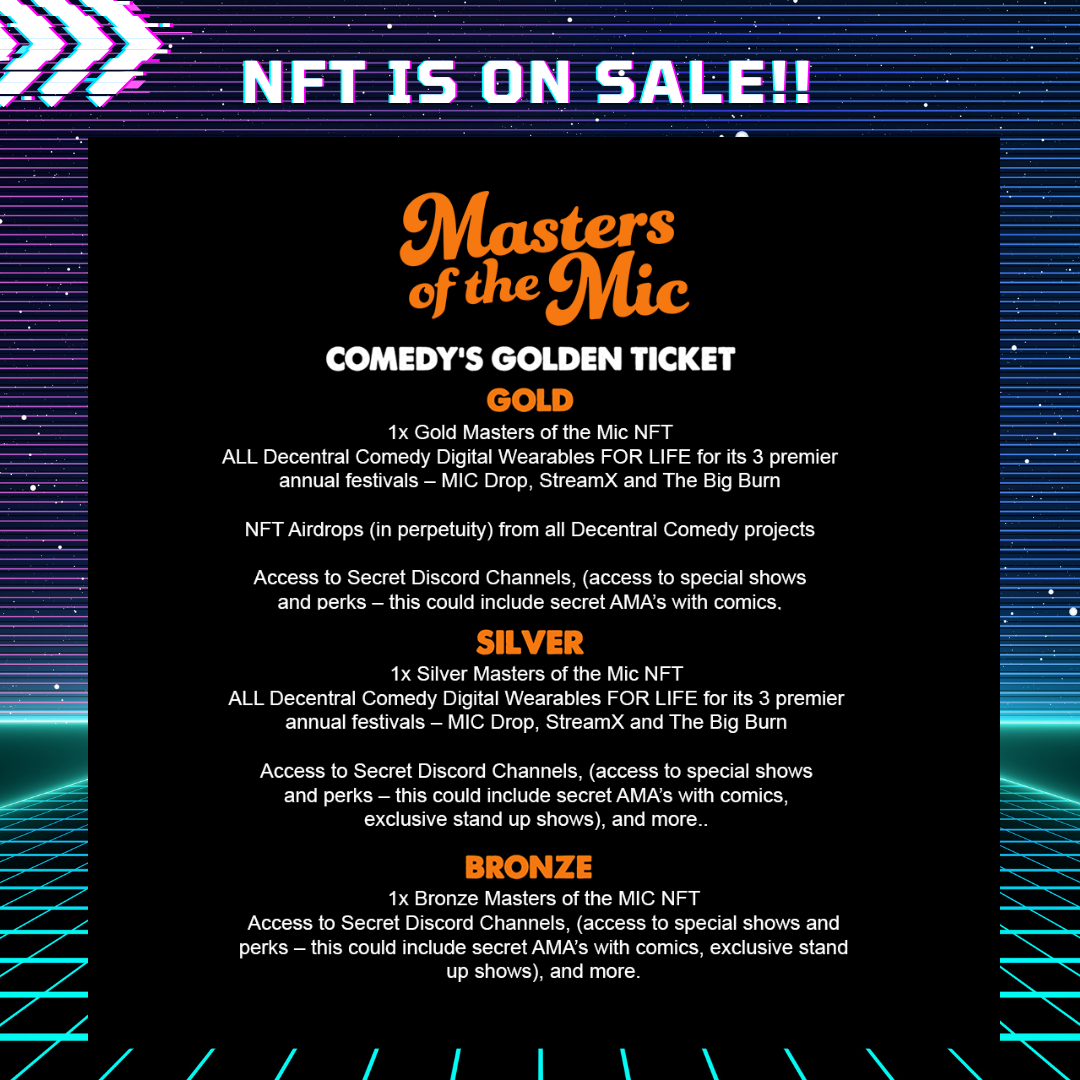 NFT IS ON SALE!!
Masters
of the Mic
COMEDY'S GOLDEN TICKET
GOLD
1x Gold Masters of the Mic NFT
ALL Decentral Comedy Digital Wearables FOR LIFE for its 3 premier
annual festivals – MIC Drop, StreamX and The Big Burn
NFT Airdrops (in perpetuity) from all Decentral Comedy projects
Access to Secret Discord Channels, (access to special shows
and perks – this could include secret AMA’s with comics,
SILVER
1x Silver Masters of the Mic NFT
ALL Decentral Comedy Digital Wearables FOR LIFE for its 3 premier
annual festivals – MIC Drop, StreamX and The Big Burn
Access to Secret Discord Channels, (access to special shows
and perks – this could include secret AMA’s with comics,
exclusive stand up shows), and more..
BRONZE
1x Bronze Masters of the MIC NFT
Access to Secret Discord Channels, (access to special shows and
perks – this could include secret AMA’s with comics, exclusive stand
up shows), and more.